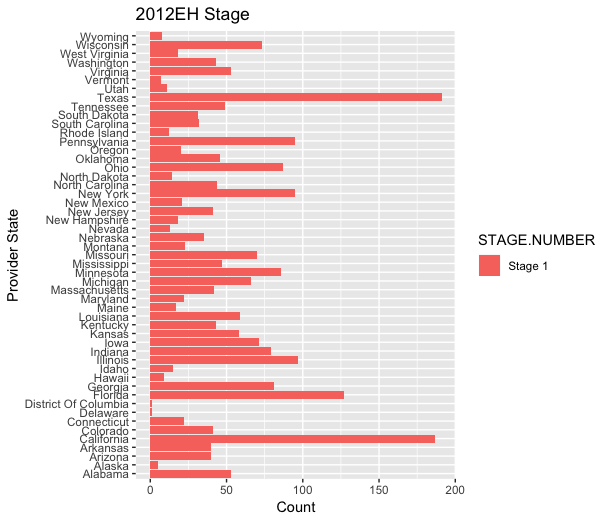 2012EH Stage
Provider State
Wyoming
Wisconsin
West Virginia
Washington
Virginia
Vermont
Utah
Texas
Tennessee
South Dakota
South Carolina
Rhode Island
Pennsylvania
Oregon
Oklahoma
Ohio
North Dakota
North Carolina
New York
New Mexico
New Jersey
New Hampshire
Nevada
Nebraska
Montana
Missouri
Mississippi
Minnesota
Michigan
Massachusetts
Maryland
Maine
Louisiana
Kentucky
Kansas
Iowa
Indiana
Illinois
Idaho
Hawaii
Georgia
Florida
District Of Columbia
Delaware
Connecticut
Colorado
California
Arkansas
Arizona
Alaska
Alabama
0 50 100 150 200
Count
STAGE.NUMBER
Stage 1